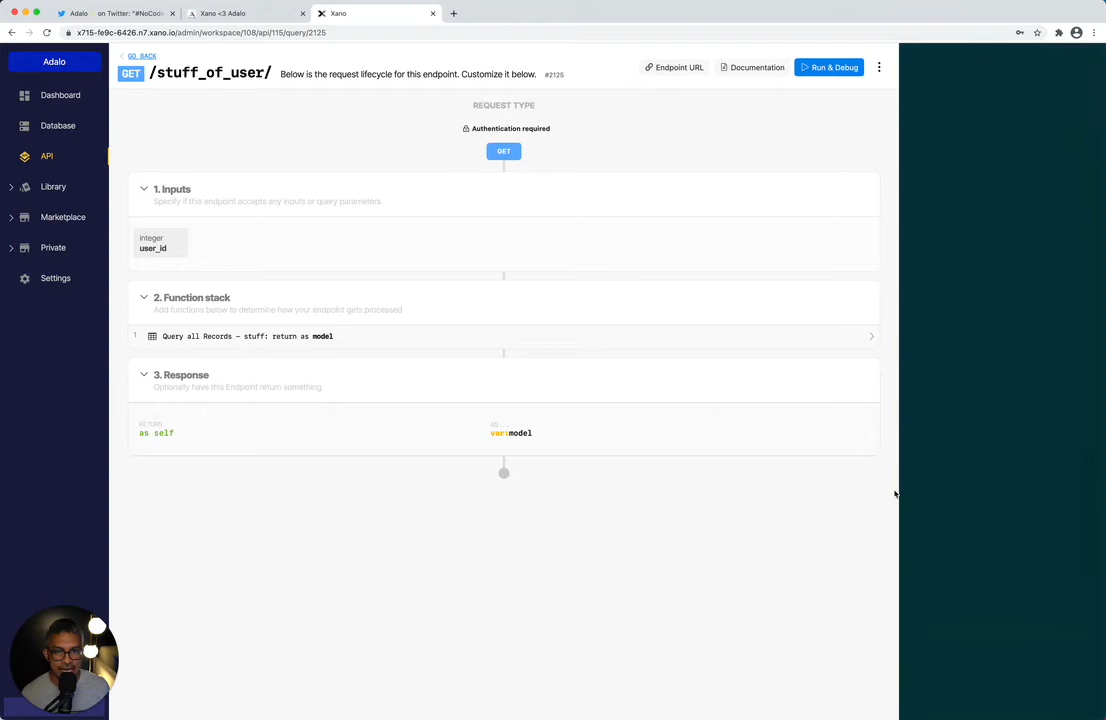 Adalo on Twitter: "#NoCode
Xano <3 Adalo
Xano
x715-fe9c-6426.n7.xano.io/admin/workspace/108/api/115/query/2125
Adalo
Dashboard
Database
API
Library
Marketplace
Private
Settings
GO BACK
GET /stuff_of_user/ Below is the request lifecycle for this endpoint. Customize it below. #2125
Endpoint URL
Documentation
Run & Debug
REQUEST TYPE
Authentication required
GET
1. Inputs
Specify if this endpoint accepts any inputs or query parameters
integer
user_id
2. Function stack
Add functions below to determine how your endpoint gets processed
1 Query all Records – stuff: return as model
3. Response
Optionally have this Endpoint return something
RETURN
as self
AS...
var:model